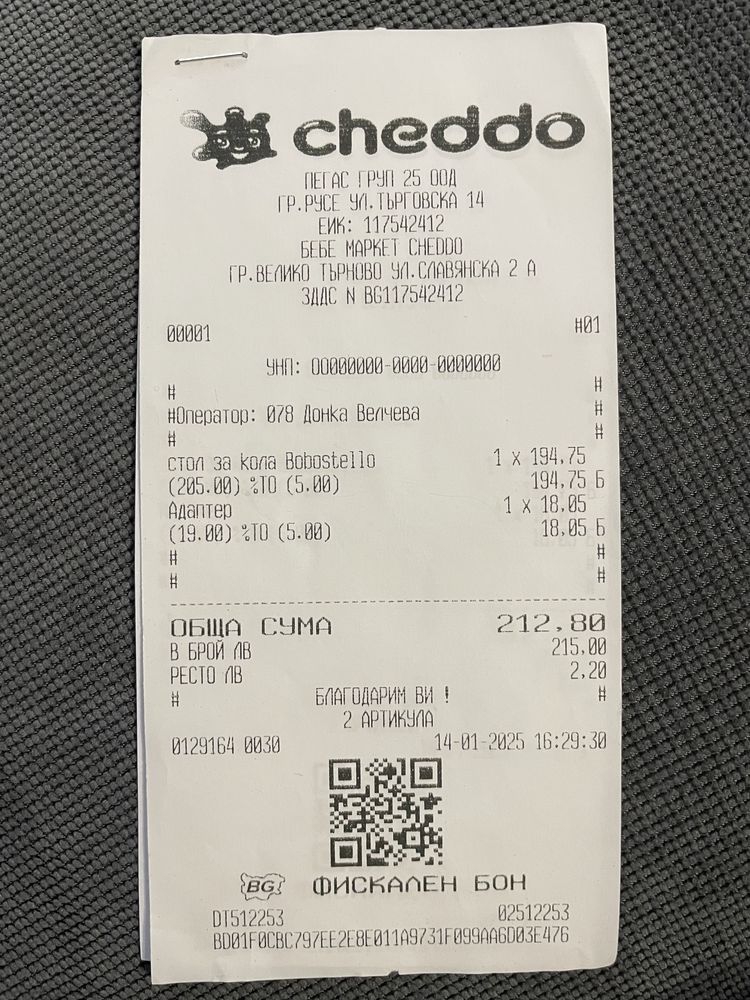 cheddo
ПЕГАС ГРУП 25 ООД
ГР.РУСЕ УЛ.ТЪРГОВСКА 14
ЕИК: 117542412
БЕБЕ МАРКЕТ CHEDDO
ГР.ВЕЛИКО ТЪРНОВО УЛ.СЛАВЯНСКА 2 А
ЗДДС N BG117542412
00001 #01
УНП: OO000000-0000-0000000
# #
#Оператор: 078 Донка Велчева #
# #
стол за кола Bobostello 1 x 194,75
(205.00) %ТО (5.00) 194,75 Б
Адаптер 1 x 18,05
(19.00) %ТО (5.00) 18,05 Б
# #
# #
ОБЩА СУМА 212,80
В БРОЙ ЛВ 215,00
РЕСТО ЛВ 2,20
# БЛАГОДАРИМ ВИ ! #
2 АРТИКУЛА
0129164 0030 14-01-2025 16:29:30
BG ФИСКАЛЕН БОН
DT512253 02512253
BD01F0CBC797EE2E8E011A9731F099AA6D03E476